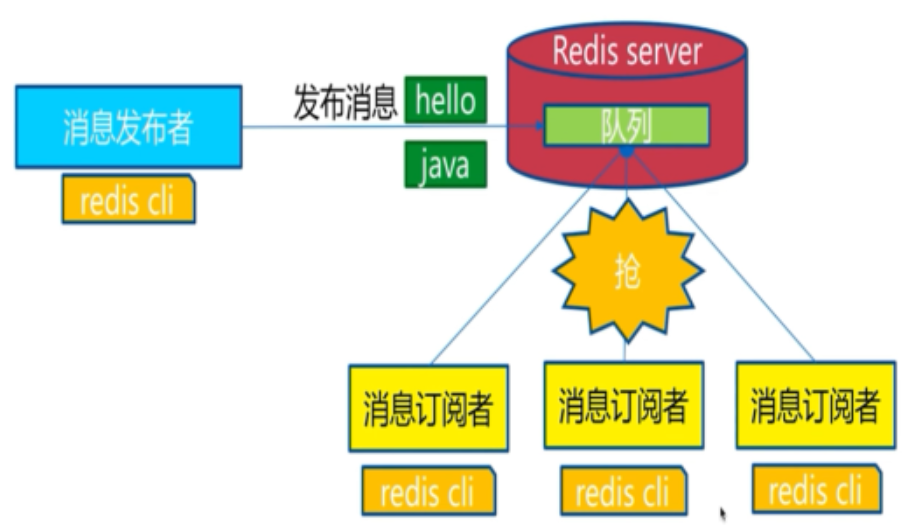 Redis server
消息发布者
发布消息
hello
队列
java
redis cli
抢
消息订阅者
消息订阅者
消息订阅者
redis cli
redis cli
redis cli